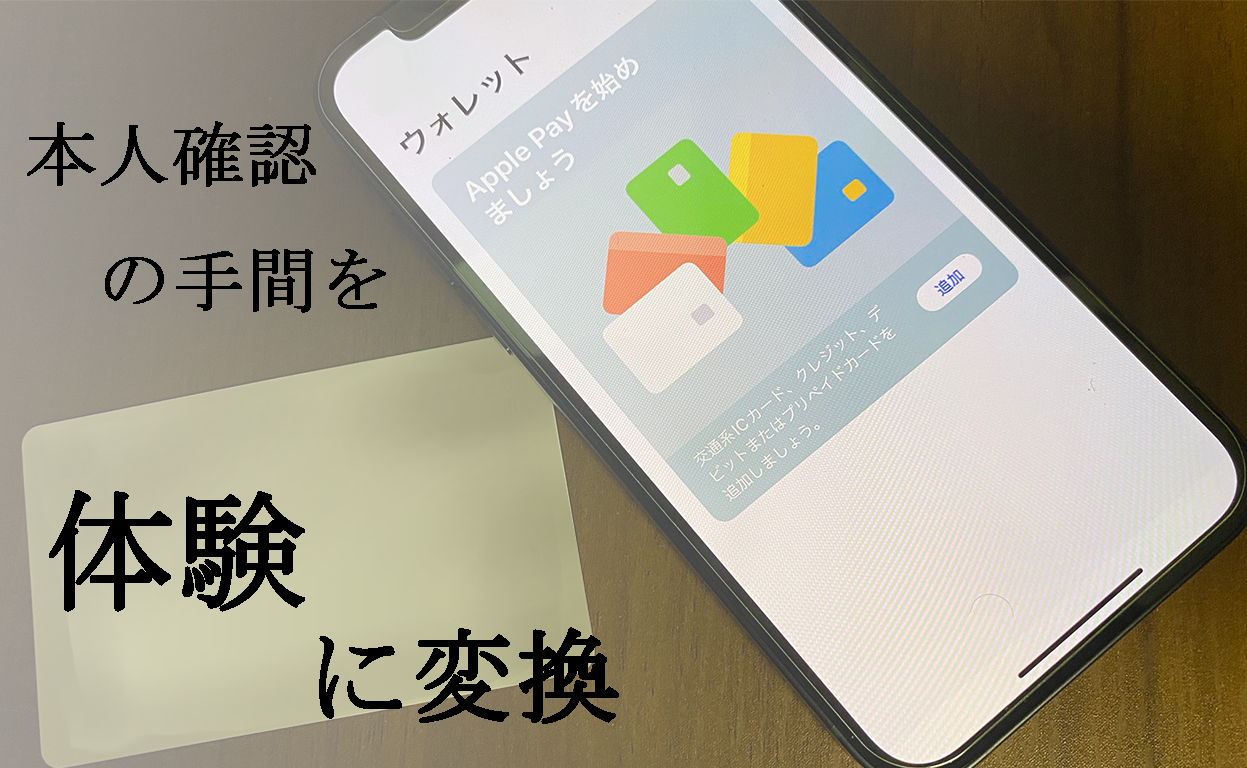 本人確認
の手間を
体験
に変換
ウォレット
Apple Payを始め
ましょう
追加
交通系ICカード、クレジット、デ
ビットまたはプリペイドカードを
追加しましょう。